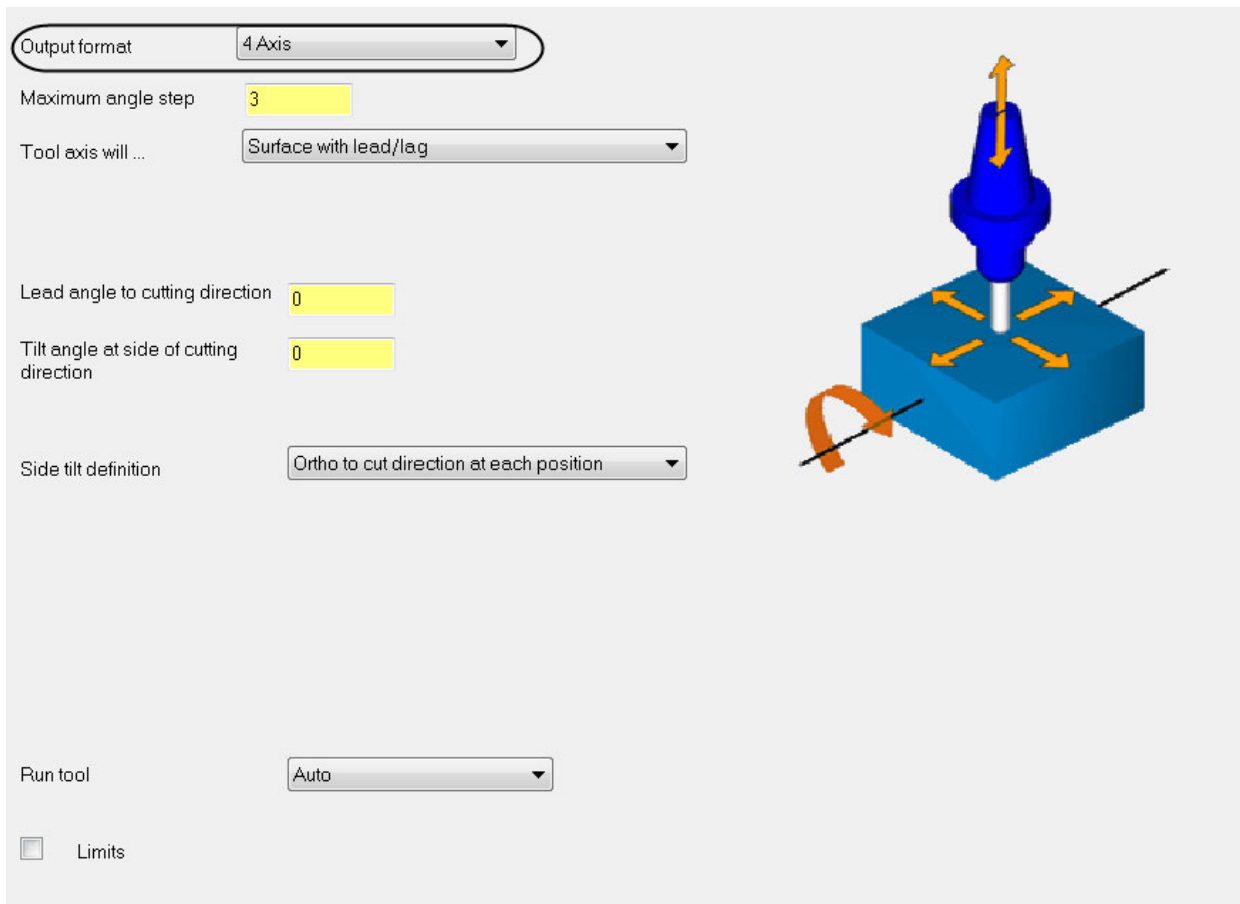 Output format 4 Axis
Maximum angle step 3
Tool axis will ... Surface with lead/lag
Lead angle to cutting direction 0
Tilt angle at side of cutting
direction 0
Side tilt definition Ortho to cut direction at each position
Run tool Auto
Limits